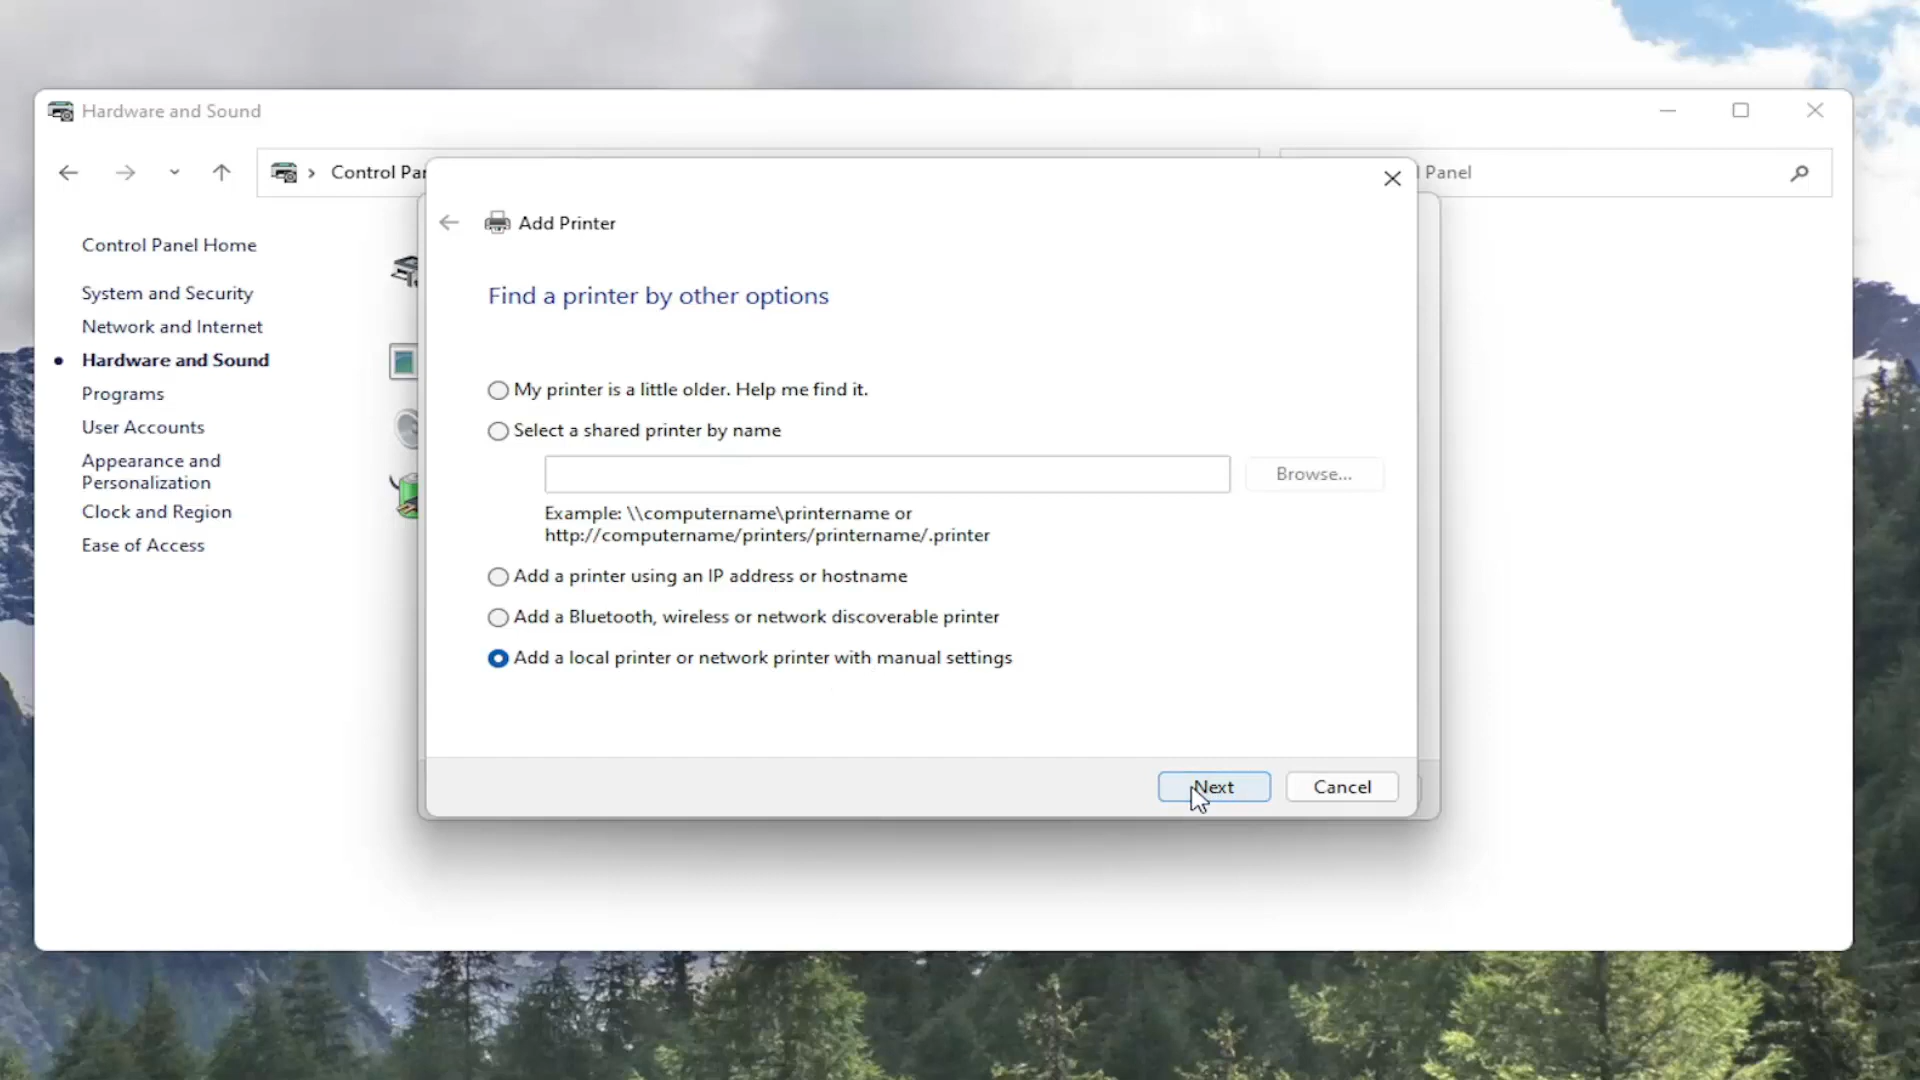 Hardware and Sound
Control Pa
Panel
Control Panel Home
System and Security
Network and Internet
Hardware and Sound
Programs
User Accounts
Appearance and
Personalization
Clock and Region
Ease of Access
Add Printer
Find a printer by other options
My printer is a little older. Help me find it.
Select a shared printer by name
Browse...
Example: \\computername\printername or
http://computername/printers/printername/.printer
Add a printer using an IP address or hostname
Add a Bluetooth, wireless or network discoverable printer
Add a local printer or network printer with manual settings
Next
Cancel